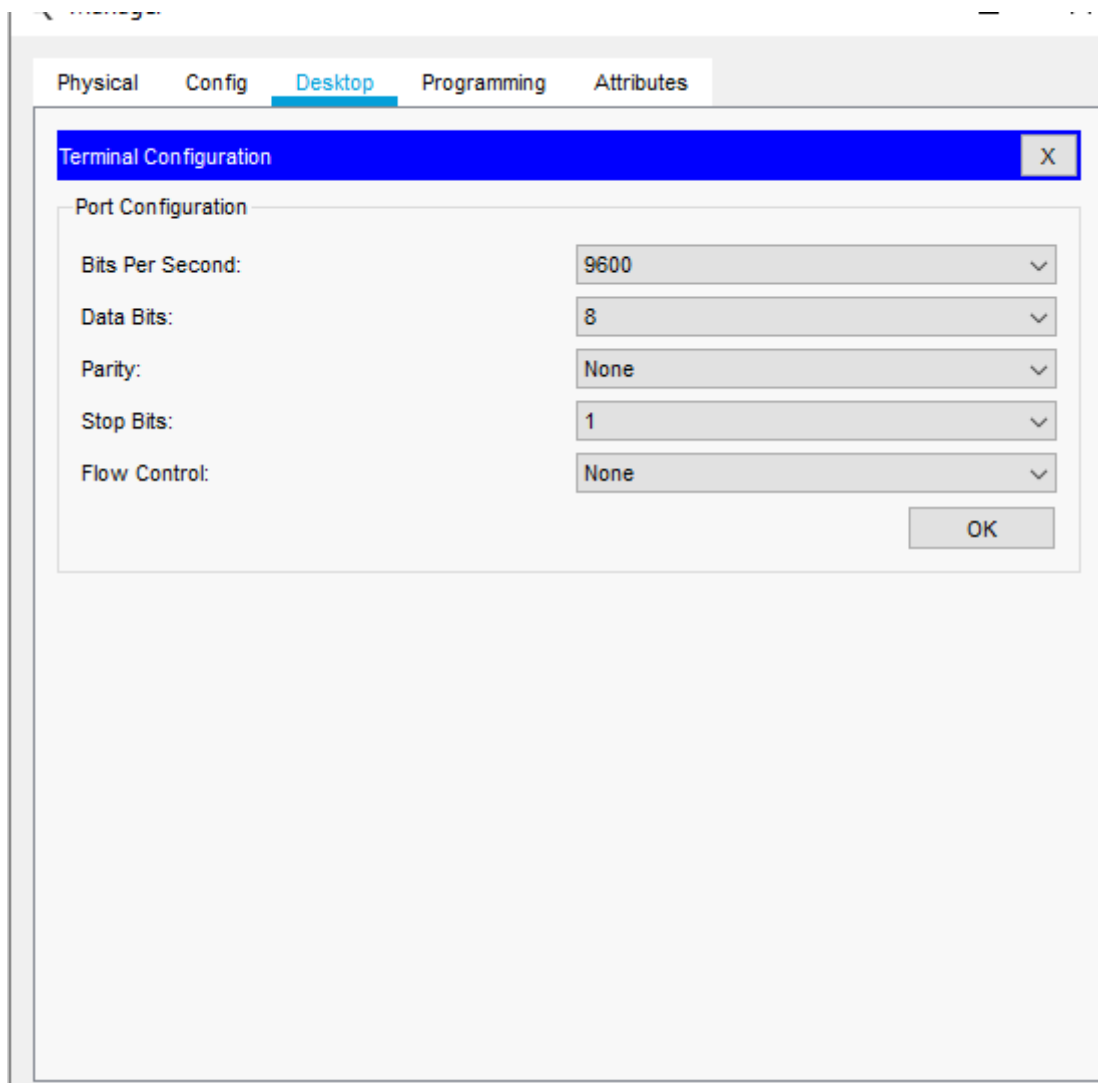 Physical Config Desktop Programming Attributes
Terminal Configuration X
Port Configuration
Bits Per Second: 9600
Data Bits: 8
Parity: None
Stop Bits: 1
Flow Control: None
OK